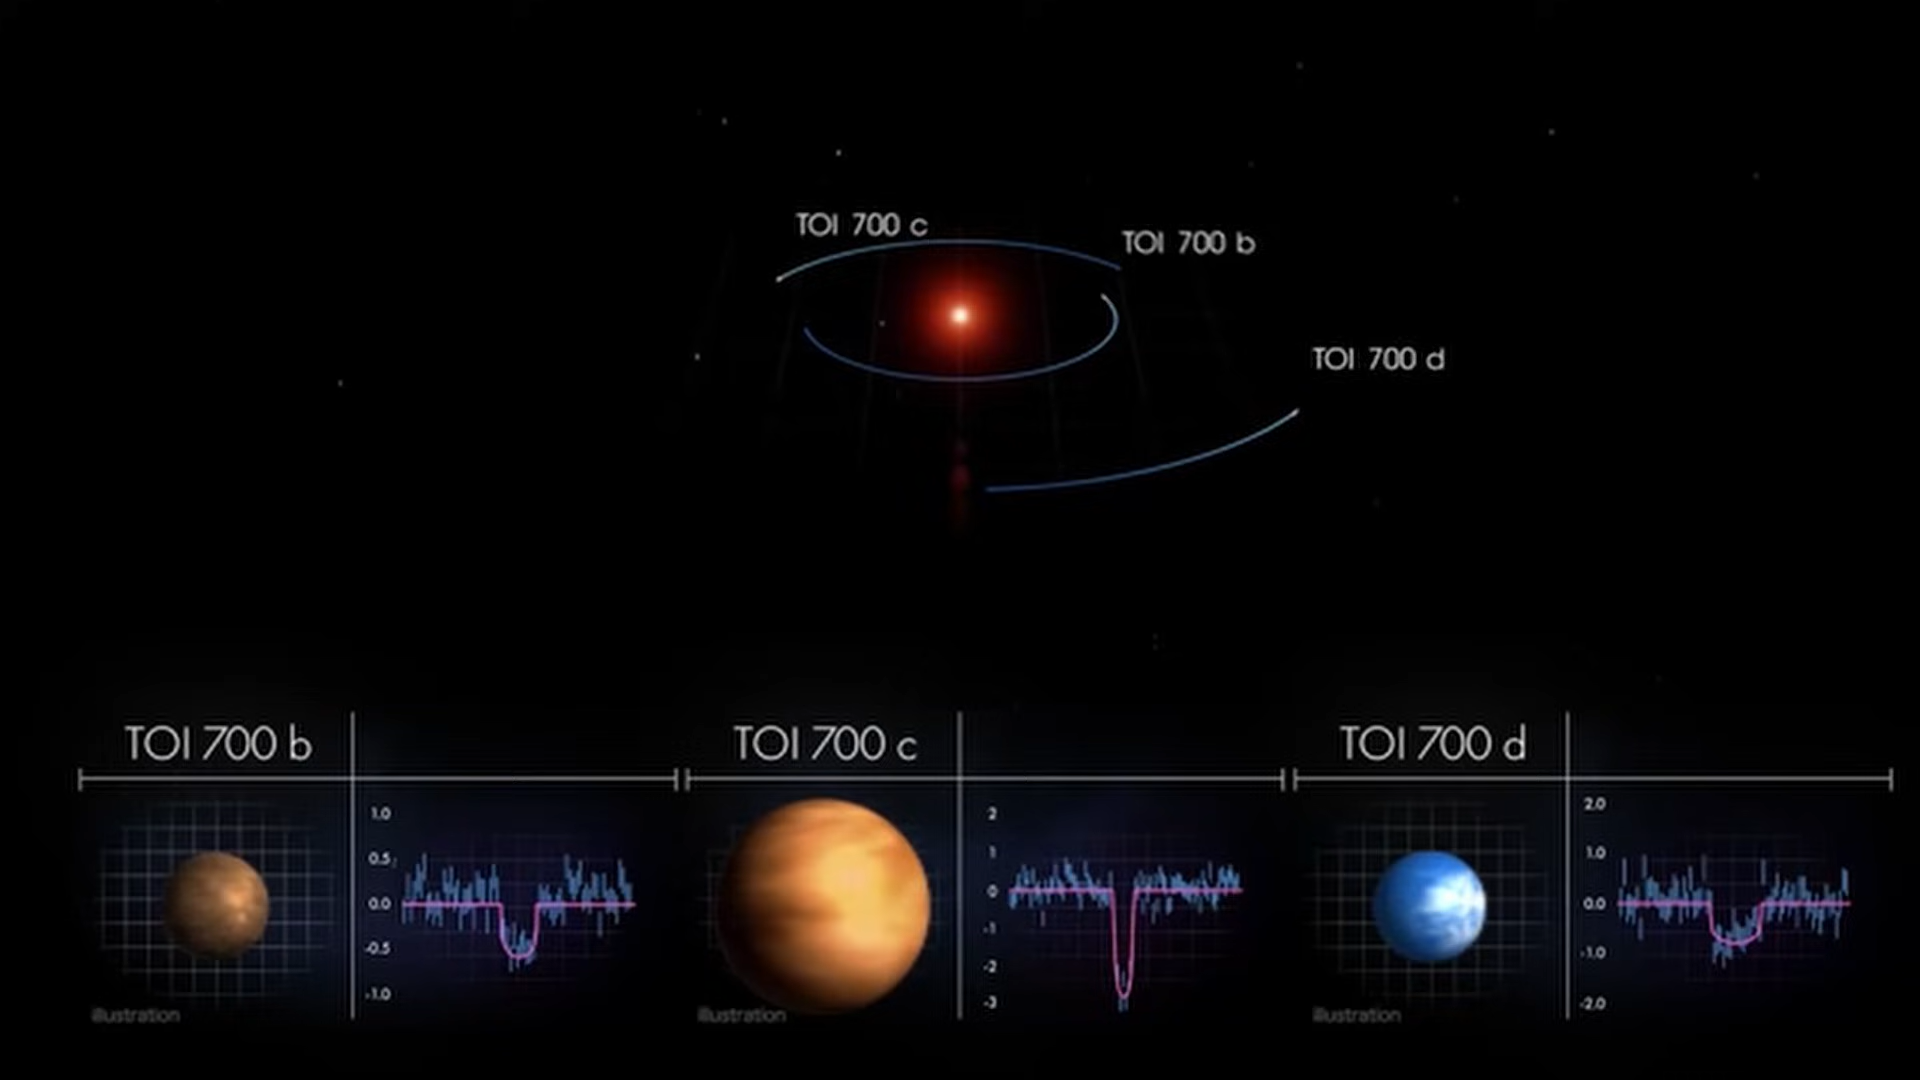 TOI 700 c
TOI 700 b
TOI 700 d
TOI 700 b
TOI 700 c
TOI 700 d
1.0
0.5
0.0
-0.5
-1.0
illustration
2
1
0
-1
-2
-3
illustration
2.0
1.0
0.0
-1.0
-2.0
illustration